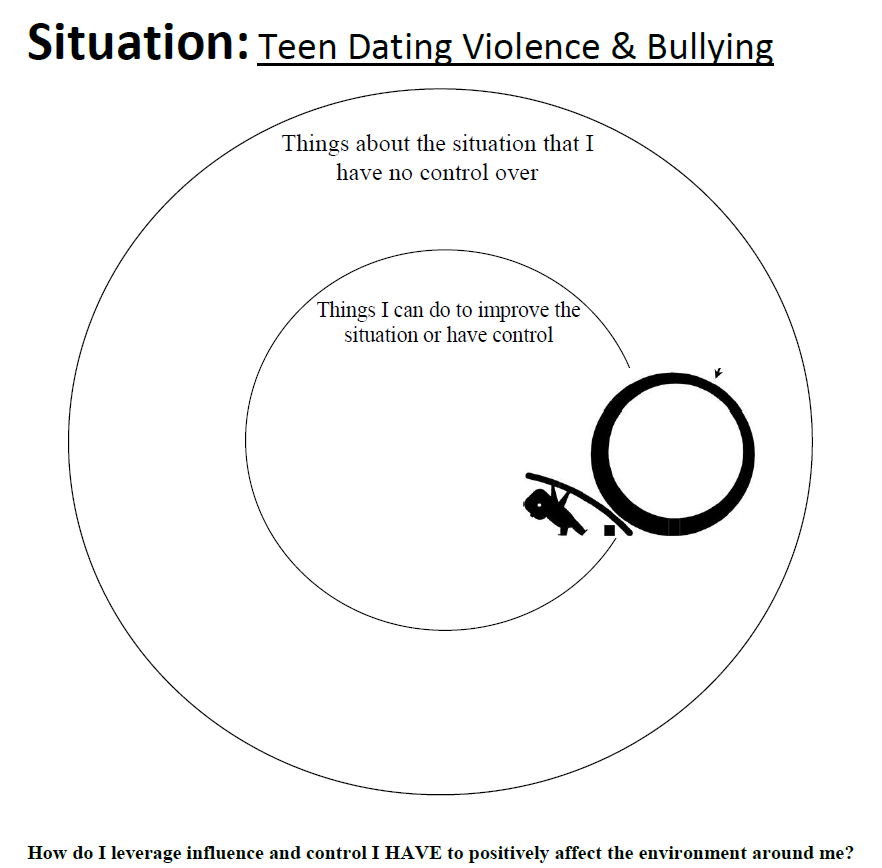 Situation: Teen Dating Violence & Bullying
Things about the situation that I
have no control over
Things I can do to improve the
situation or have control
How do I leverage influence and control I HAVE to positively affect the environment around me?